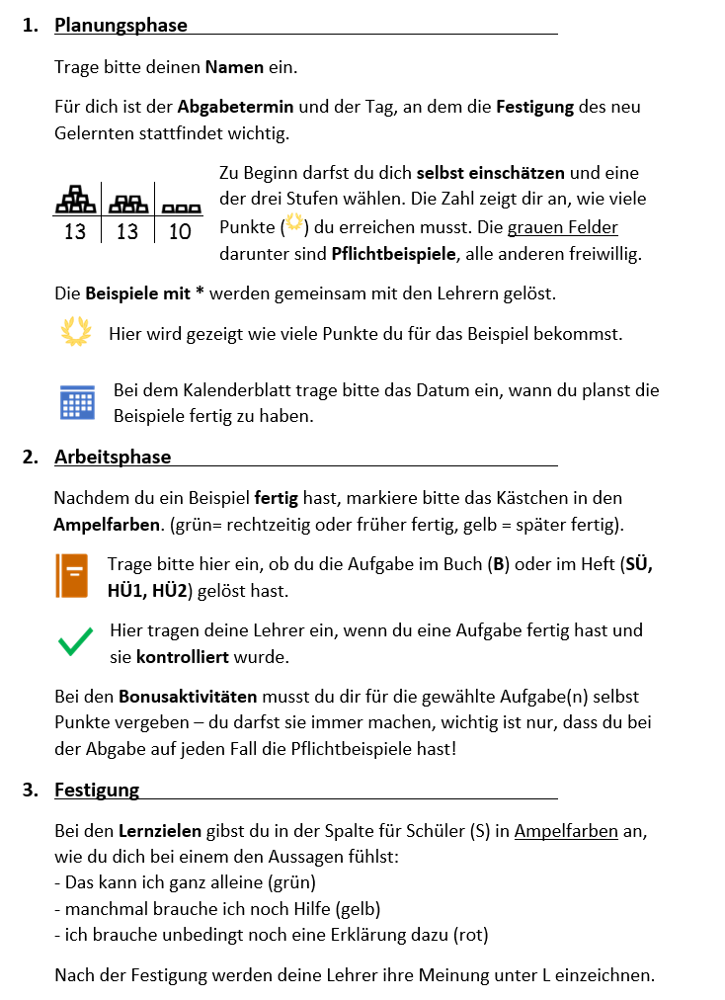 1. Planungsphase
Trage bitte deinen Namen ein.
Für dich ist der Abgabetermin und der Tag, an dem die Festigung des neu
Gelernten stattfindet wichtig.
Zu Beginn darfst du dich selbst einschätzen und eine
der drei Stufen wählen. Die Zahl zeigt dir an, wie viele
Punkte ( ) du erreichen musst. Die grauen Felder
darunter sind Pflichtbeispiele, alle anderen freiwillig.
13 13 10
Die Beispiele mit * werden gemeinsam mit den Lehrern gelöst.
Hier wird gezeigt wie viele Punkte du für das Beispiel bekommst.
Bei dem Kalenderblatt trage bitte das Datum ein, wann du planst die
Beispiele fertig zu haben.
2. Arbeitsphase
Nachdem du ein Beispiel fertig hast, markiere bitte das Kästchen in den
Ampelfarben. (grün= rechtzeitig oder früher fertig, gelb = später fertig).
Trage bitte hier ein, ob du die Aufgabe im Buch (B) oder im Heft (SÜ,
HÜ1, HÜ2) gelöst hast.
Hier tragen deine Lehrer ein, wenn du eine Aufgabe fertig hast und
sie kontrolliert wurde.
Bei den Bonusaktivitäten musst du dir für die gewählte Aufgabe(n) selbst
Punkte vergeben – du darfst sie immer machen, wichtig ist nur, dass du bei
der Abgabe auf jeden Fall die Pflichtbeispiele hast!
3. Festigung
Bei den Lernzielen gibst du in der Spalte für Schüler (S) in Ampelfarben an,
wie du dich bei einem den Aussagen fühlst:
- Das kann ich ganz alleine (grün)
- manchmal brauche ich noch Hilfe (gelb)
- ich brauche unbedingt noch eine Erklärung dazu (rot)
Nach der Festigung werden deine Lehrer ihre Meinung unter L einzeichnen.